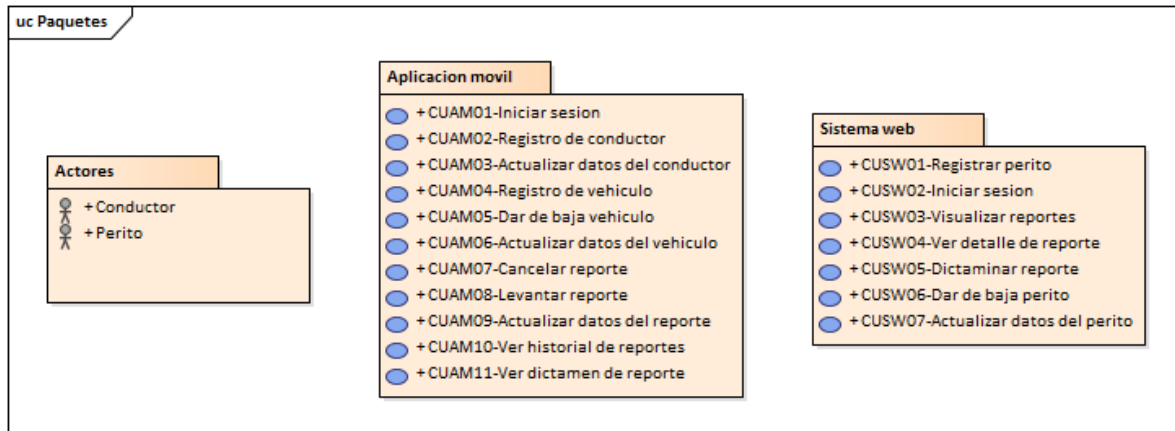 uc Paquetes
Actores
+Conductor
+Perito
Aplicacion movil
+CUAM01-Iniciar sesion
+CUAM02-Registro de conductor
+CUAM03-Actualizar datos del conductor
+CUAM04-Registro de vehiculo
+CUAM05-Dar de baja vehiculo
+CUAM06-Actualizar datos del vehiculo
+CUAM07-Cancelar reporte
+CUAM08-Levantar reporte
+CUAM09-Actualizar datos del reporte
+CUAM10-Ver historial de reportes
+CUAM11-Ver dictamen de reporte
Sistema web
+CUSW01-Registrar perito
+CUSW02-Iniciar sesion
+CUSW03-Visualizar reportes
+CUSW04-Ver detalle de reporte
+CUSW05-Dictaminar reporte
+CUSW06-Dar de baja perito
+CUSW07-Actualizar datos del perito